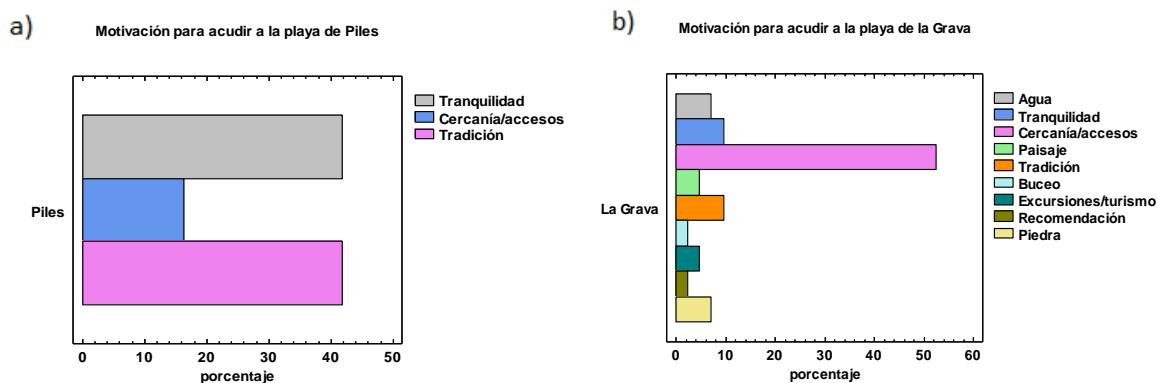 a)
Motivación para acudir a la playa de Piles
Tranquilidad
Cercanía/accesos
Tradición
Piles
0 10 20 30 40 50
porcentaje
b)
Motivación para acudir a la playa de la Grava
Agua
Tranquilidad
Cercanía/accesos
Paisaje
Tradición
Buceo
Excursiones/turismo
Recomendación
Piedra
La Grava
0 10 20 30 40 50 60
porcentaje